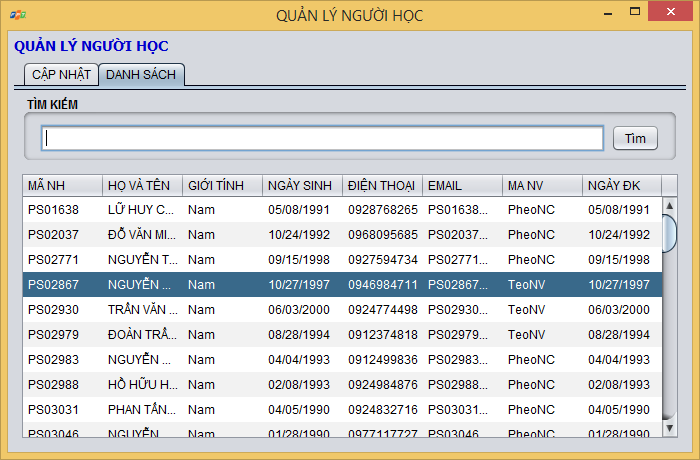 QUẢN LÝ NGƯỜI HỌC
QUẢN LÝ NGƯỜI HỌC
CẬP NHẬT DANH SÁCH
TÌM KIẾM
Tìm
MÃ NH HỌ VÀ TÊN GIỚI TÍNH NGÀY SINH ĐIỆN THOẠI EMAIL MA NV NGÀY ĐK
PS01638 LỮ HUY C... Nam 05/08/1991 0928768265 PS01638... PheoNC 05/08/1991
PS02037 ĐỖ VĂN MI... Nam 10/24/1992 0968095685 PS02037... PheoNC 10/24/1992
PS02771 NGUYỄN T... Nam 09/15/1998 0927594734 PS02771... PheoNC 09/15/1998
PS02867 NGUYỄN ... Nam 10/27/1997 0946984711 PS02867... TeoNV 10/27/1997
PS02930 TRẦN VĂN ... Nam 06/03/2000 0924774498 PS02930... TeoNV 06/03/2000
PS02979 ĐOÀN TRẦ... Nam 08/28/1994 0912374818 PS02979... TeoNV 08/28/1994
PS02983 NGUYỄN ... Nam 04/04/1993 0912499836 PS02983... PheoNC 04/04/1993
PS02988 HỒ HỮU H... Nam 02/08/1993 0924984876 PS02988... PheoNC 02/08/1993
PS03031 PHAN TẤN... Nam 04/05/1990 0924832716 PS03031... PheoNC 04/05/1990
PS03046 NGUYỄN Nam 01/28/1990 0977117727 PS03046 PheoNC 01/28/1990